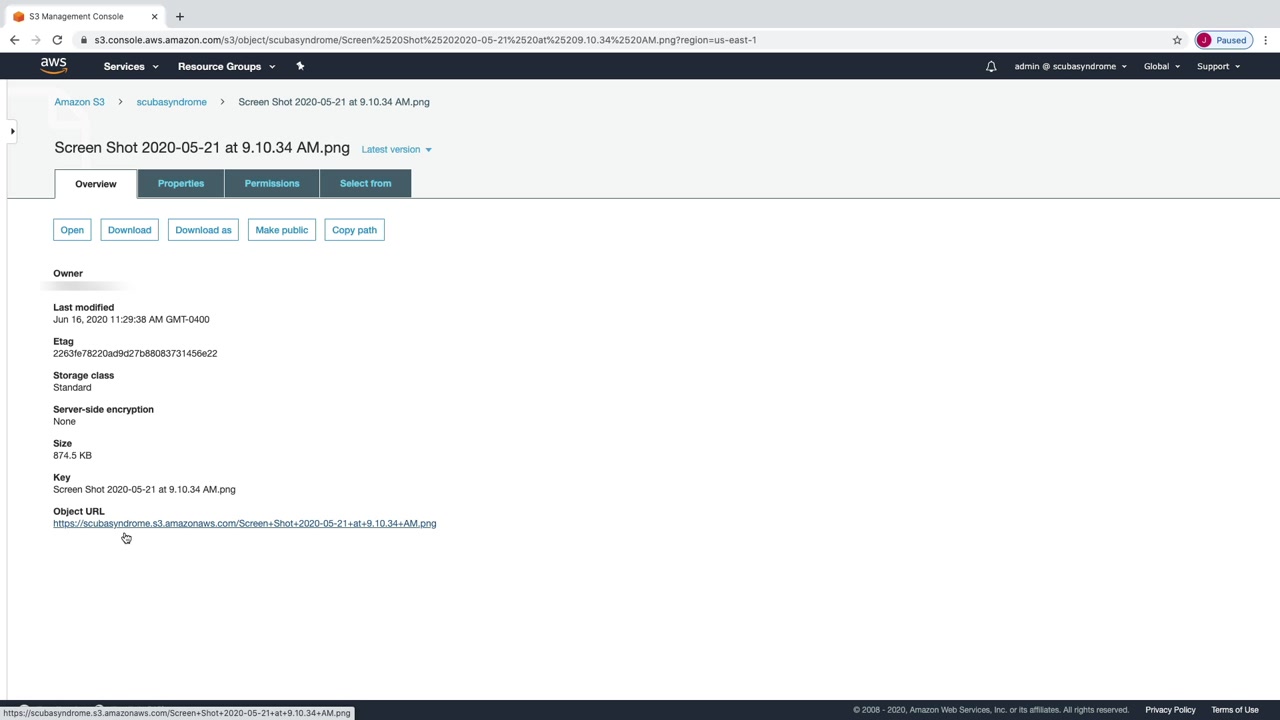 S3 Management Console
s3.console.aws.amazon.com/s3/object/scubasyndrome/Screen%2520Shot%25202020-05-21%2520at%25209.10.34%2520AM.png?region=us-east-1
J Paused
aws Services Resource Groups admin @ scubasyndrome Global Support
Amazon S3 > scubasyndrome > Screen Shot 2020-05-21 at 9.10.34 AM.png
Screen Shot 2020-05-21 at 9.10.34 AM.png Latest version
Overview Properties Permissions Select from
Open Download Download as Make public Copy path
Owner
Last modified
Jun 16, 2020 11:29:38 AM GMT-0400
Etag
2263fe78220ad9d27b88083731456e22
Storage class
Standard
Server-side encryption
None
Size
874.5 KB
Key
Screen Shot 2020-05-21 at 9.10.34 AM.png
Object URL
https://scubasyndrome.s3.amazonaws.com/Screen+Shot+2020-05-21+at+9.10.34+AM.png
https://scubasyndrome.s3.amazonaws.com/Screen+Shot+2020-05-21+at+9.10.34+AM.png
© 2008 - 2020, Amazon Web Services, Inc. or its affiliates. All rights reserved. Privacy Policy Terms of Use